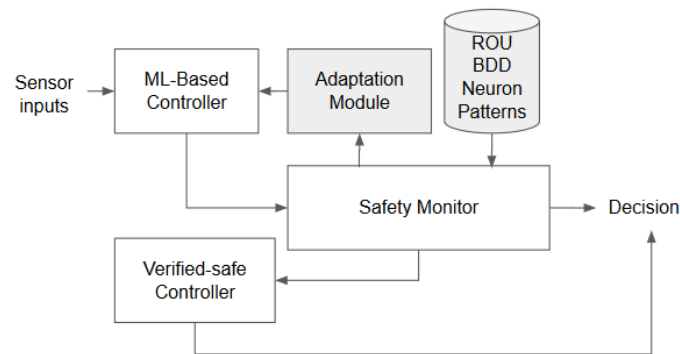 Sensor
inputs
ML-Based
Controller
Adaptation
Module
ROU
BDD
Neuron
Patterns
Safety Monitor
Decision
Verified-safe
Controller